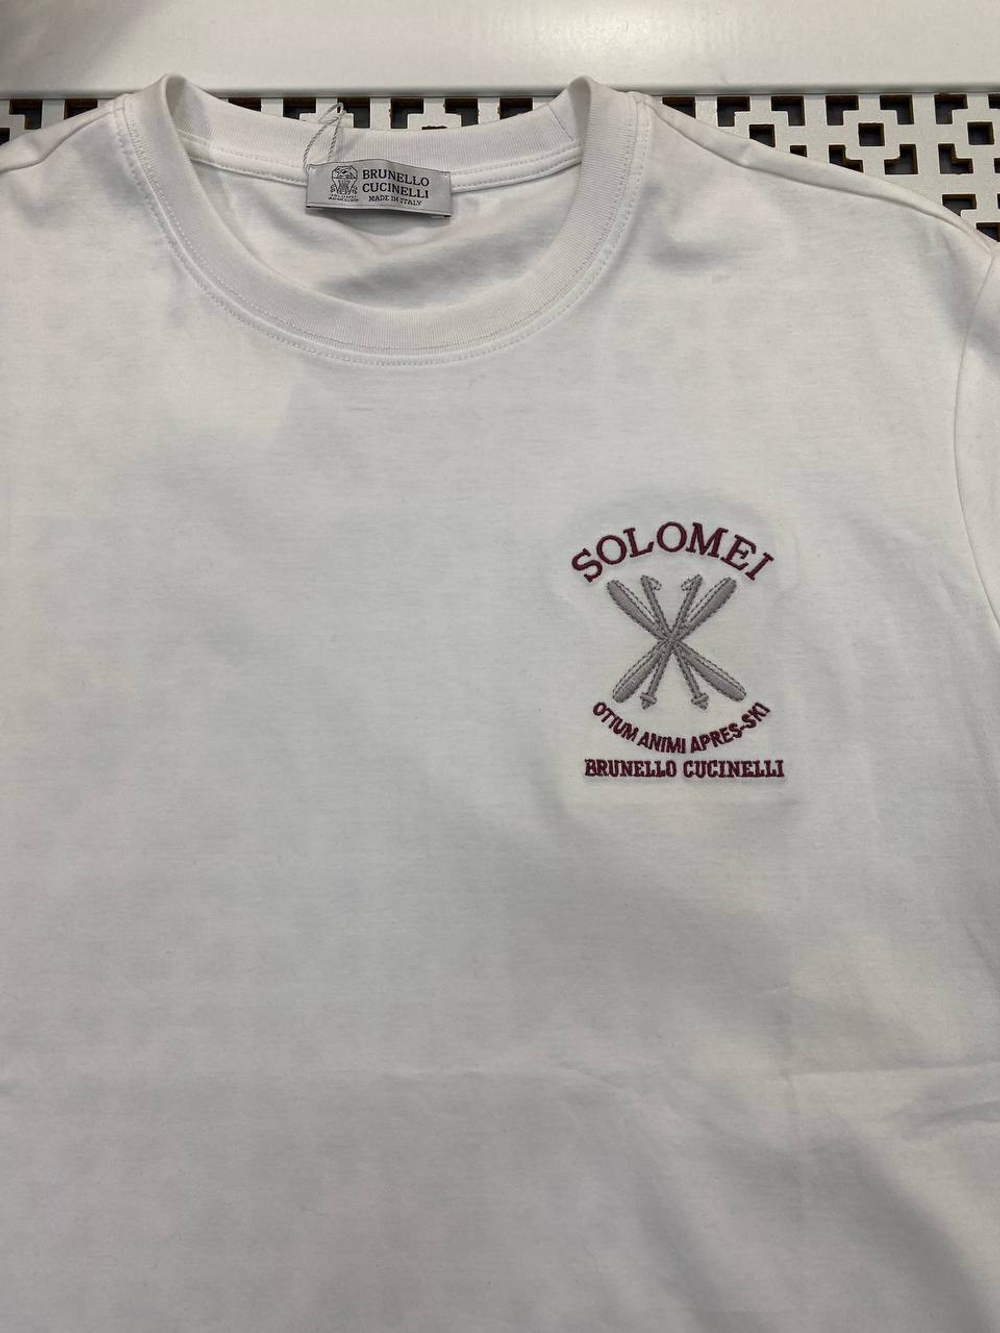 BRUNELLO
CUCINELLI
MADE IN ITALY
SOLOMEI
OTIUM ANIMI APRES-SKI
BRUNELLO CUCINELLI